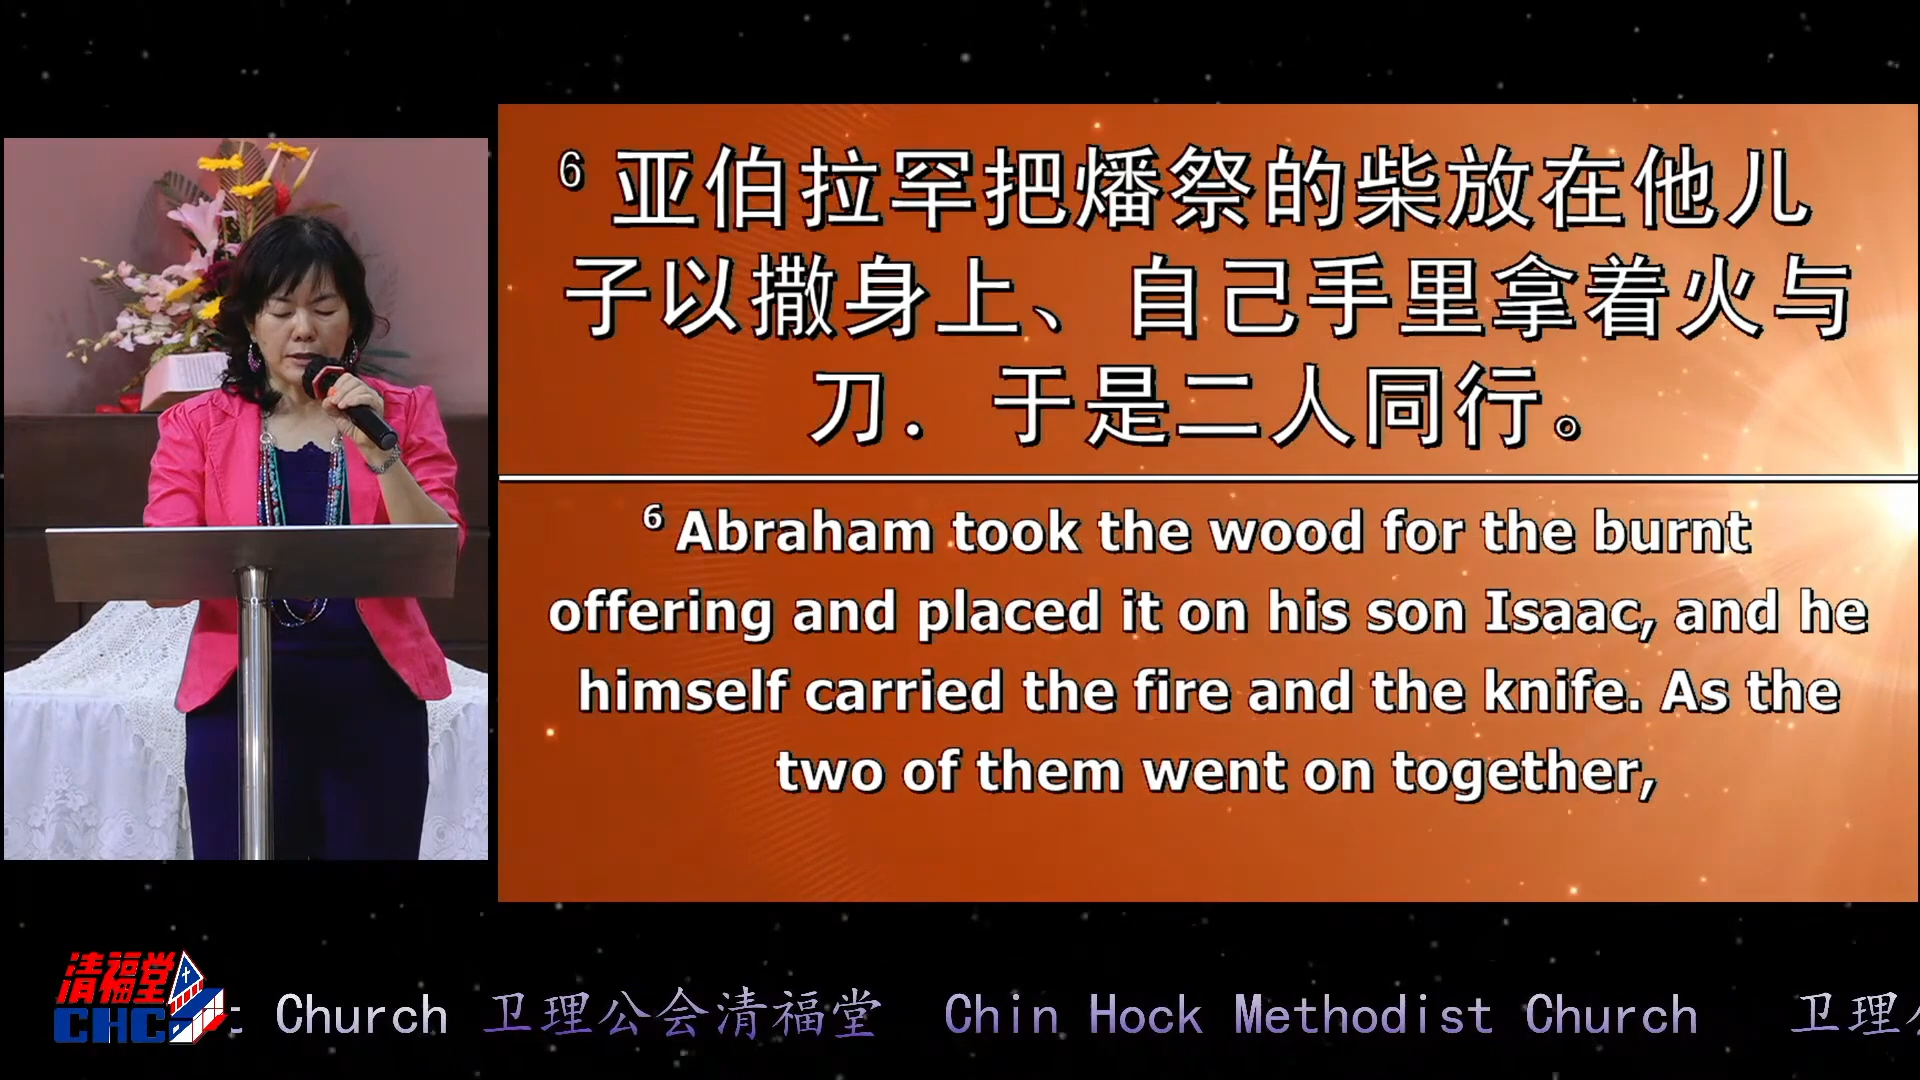 6 亚伯拉罕把燔祭的柴放在他儿
子以撒身上、自己手里拿着火与
刀． 于是二人同行。
6 Abraham took the wood for the burnt
offering and placed it on his son Isaac, and he
himself carried the fire and the knife. As the
two of them went on together,
清福堂
CHC
t Church 卫理公会清福堂 Chin Hock Methodist Church 卫理公